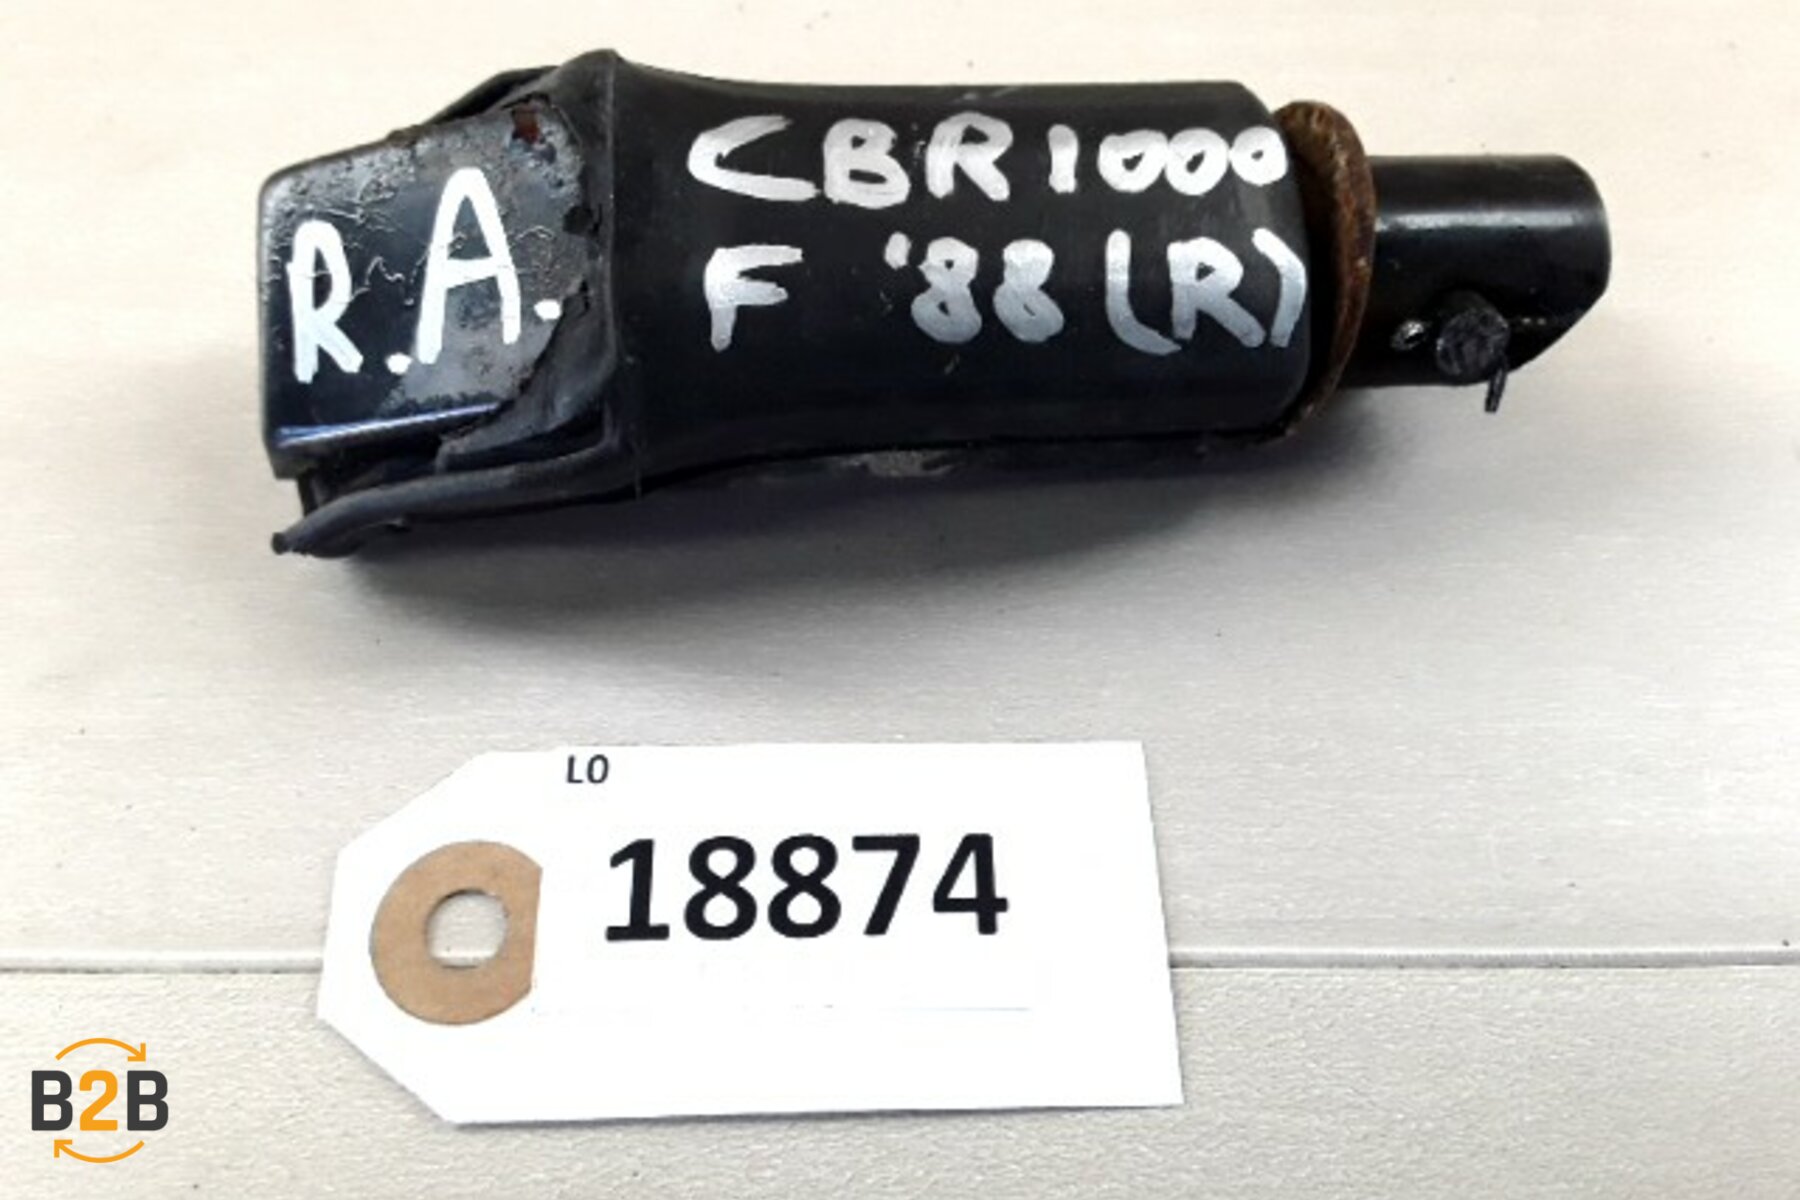 CBR1000
R.A.
F '88 (R)
LO
18874
B2B